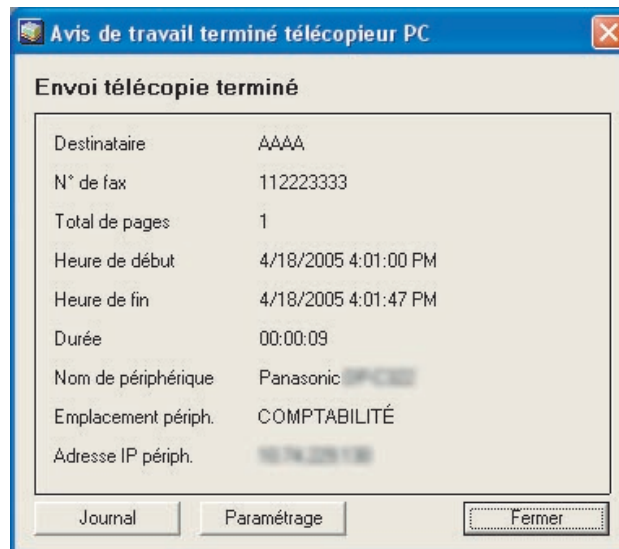 Avis de travail terminé télécopieur PC
Envoi télécopie terminé
Destinataire AAAA
N° de fax 112223333
Total de pages 1
Heure de début 4/18/2005 4:01:00 PM
Heure de fin 4/18/2005 4:01:47 PM
Durée 00:00:09
Nom de périphérique Panasonic
Emplacement périph. COMPTABILITÉ
Adresse IP périph.
Journal Paramétrage Fermer